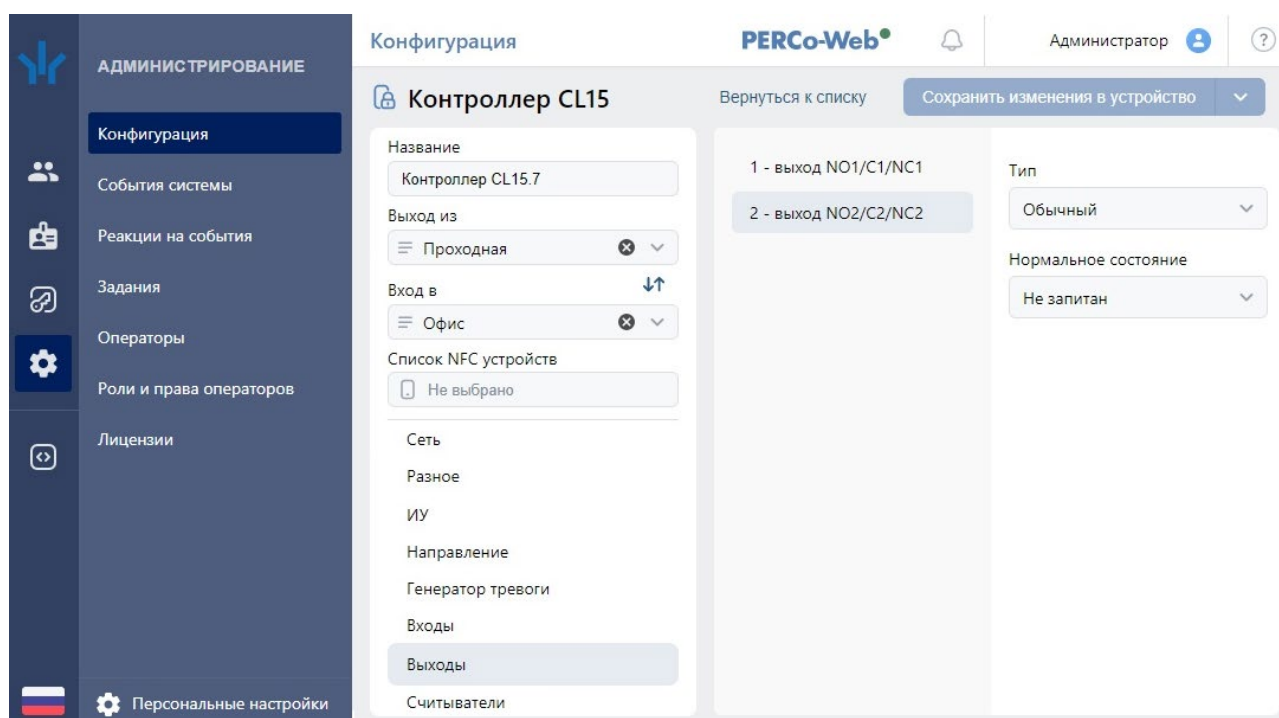 АДМИНИСТРИРОВАНИЕ
Конфигурация
События системы
Реакции на события
Задания
Операторы
Роли и права операторов
Лицензии
Персональные настройки
Конфигурация
PERCo-Web
Администратор
?
Контроллер CL15
Вернуться к списку
Сохранить изменения в устройство
Название
Контроллер CL15.7
Выход из
Проходная
Вход в
Офис
Список NFC устройств
Не выбрано
Сеть
Разное
ИУ
Направление
Генератор тревоги
Входы
Выходы
Считыватели
1 - выход NO1/C1/NC1
2 - выход NO2/C2/NC2
Тип
Обычный
Нормальное состояние
Не запитан